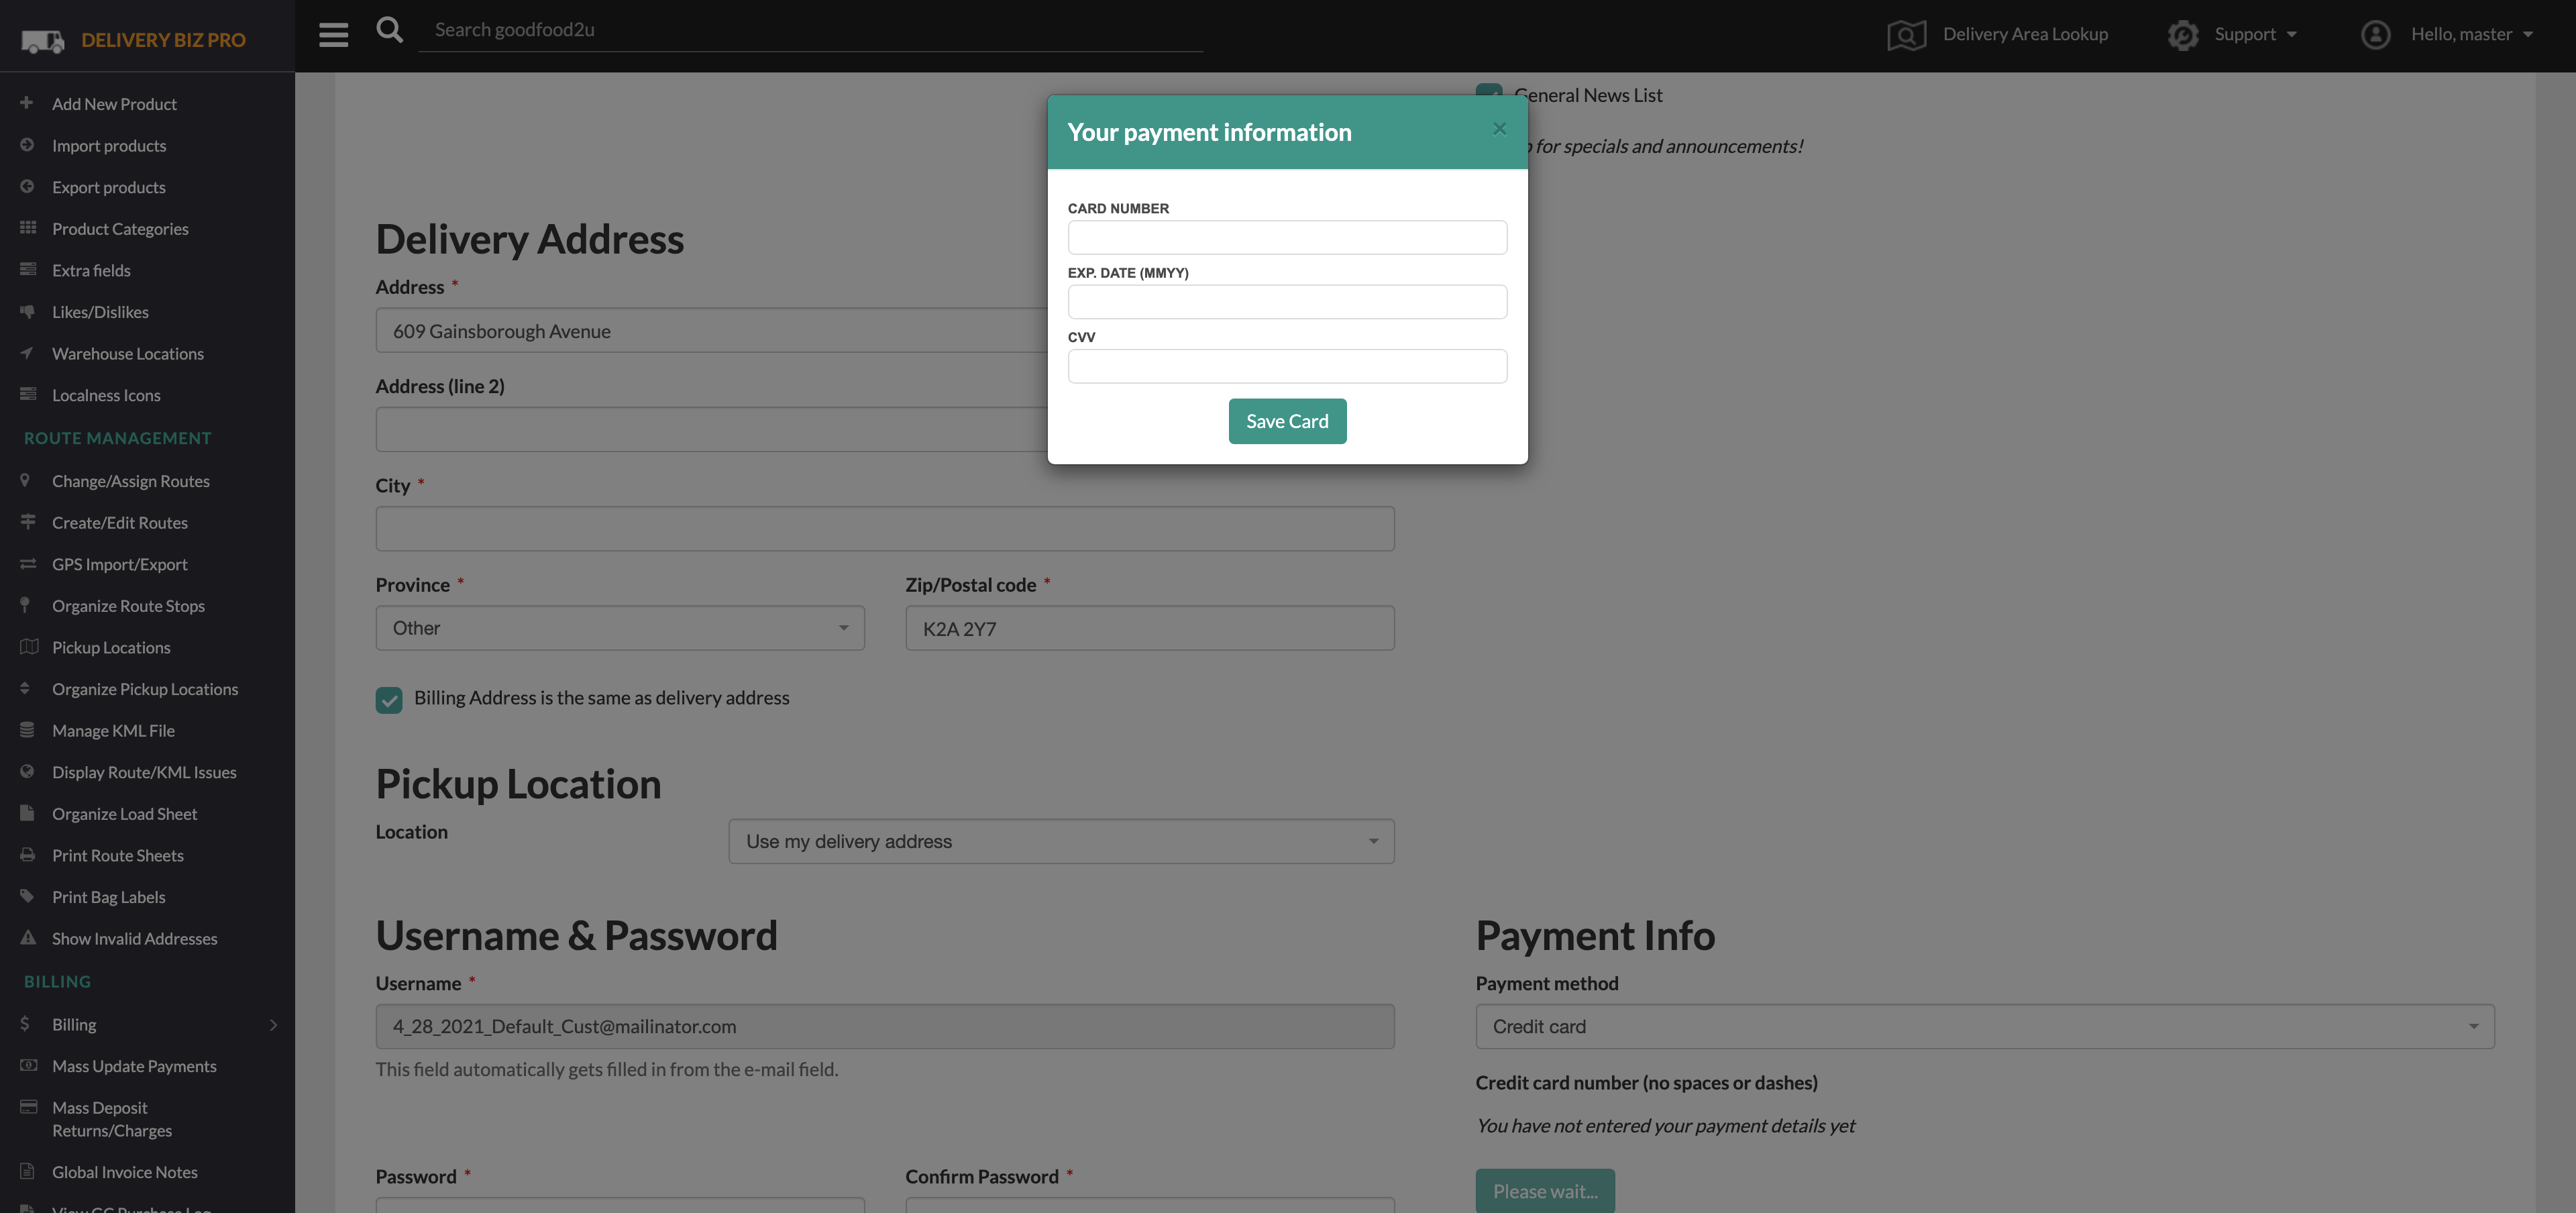 DELIVERY BIZ PRO
Search goodfood2u
Delivery Area Lookup
Support
Hello, master
Add New Product
Import products
Export products
Product Categories
Extra fields
Likes/Dislikes
Warehouse Locations
Localness Icons
ROUTE MANAGEMENT
Change/Assign Routes
Create/Edit Routes
GPS Import/Export
Organize Route Stops
Pickup Locations
Organize Pickup Locations
Manage KML File
Display Route/KML Issues
Organize Load Sheet
Print Route Sheets
Print Bag Labels
Show Invalid Addresses
BILLING
Billing
Mass Update Payments
Mass Deposit
Returns/Charges
Global Invoice Notes
General News List
for specials and announcements!
Your payment information
×
CARD NUMBER
EXP. DATE (MMYY)
CVV
Save Card
Delivery Address
Address *
609 Gainsborough Avenue
Address (line 2)
City *
Province *
Other
Zip/Postal code *
K2A 2Y7
Billing Address is the same as delivery address
Pickup Location
Location
Use my delivery address
Username & Password
Username *
4_28_2021_Default_Cust@mailinator.com
This field automatically gets filled in from the e-mail field.
Password *
Confirm Password *
Payment Info
Payment method
Credit card
Credit card number (no spaces or dashes)
You have not entered your payment details yet
Please wait...